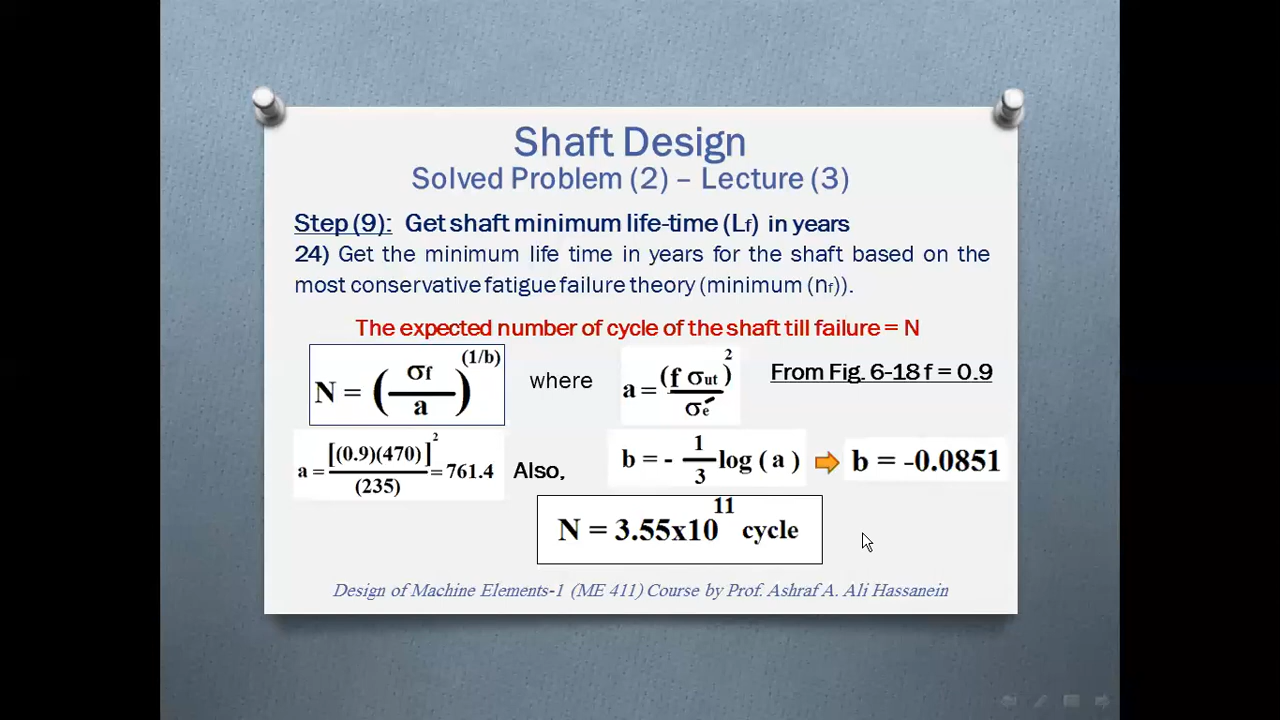 Shaft Design
Solved Problem (2) – Lecture (3)
Step (9): Get shaft minimum life-time (Lf) in years
24) Get the minimum life time in years for the shaft based on the
most conservative fatigue failure theory (minimum (nf)).
The expected number of cycle of the shaft till failure = N
N = (σf / a)^(1/b) where a = (f σut)^2 / σé From Fig. 6-18 f = 0.9
a = [(0.9)(470)]^2 / (235) = 761.4 Also, b = - 1/3 log ( a ) b = -0.0851
N = 3.55x10^11 cycle
Design of Machine Elements-1 (ME 411) Course by Prof. Ashraf A. Ali Hassanein